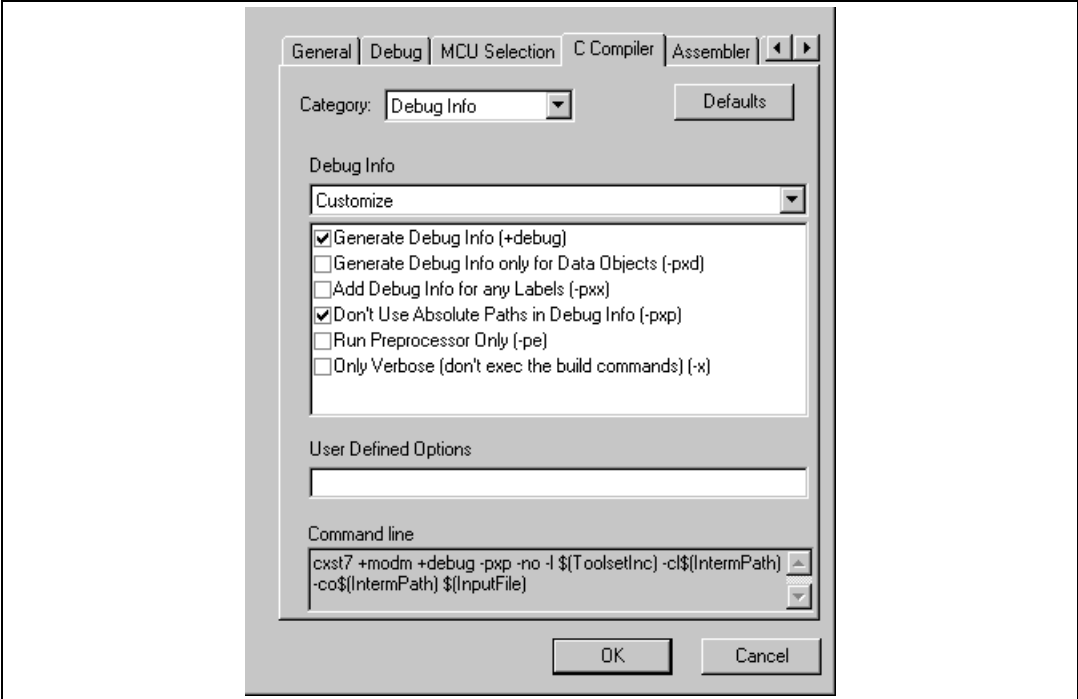 General Debug MCU Selection C Compiler Assembler
Category: Debug Info Defaults
Debug Info
Customize
Generate Debug Info (+debug)
Generate Debug Info only for Data Objects (-pxd)
Add Debug Info for any Labels (-pxx)
Don't Use Absolute Paths in Debug Info (-pxp)
Run Preprocessor Only (-pe)
Only Verbose (don't exec the build commands) (-x)
User Defined Options
Command line
cxst7 +modm +debug -pxp -no -l $(ToolsetInc) -cl$(IntermPath)
-co$(IntermPath) $(InputFile)
OK Cancel